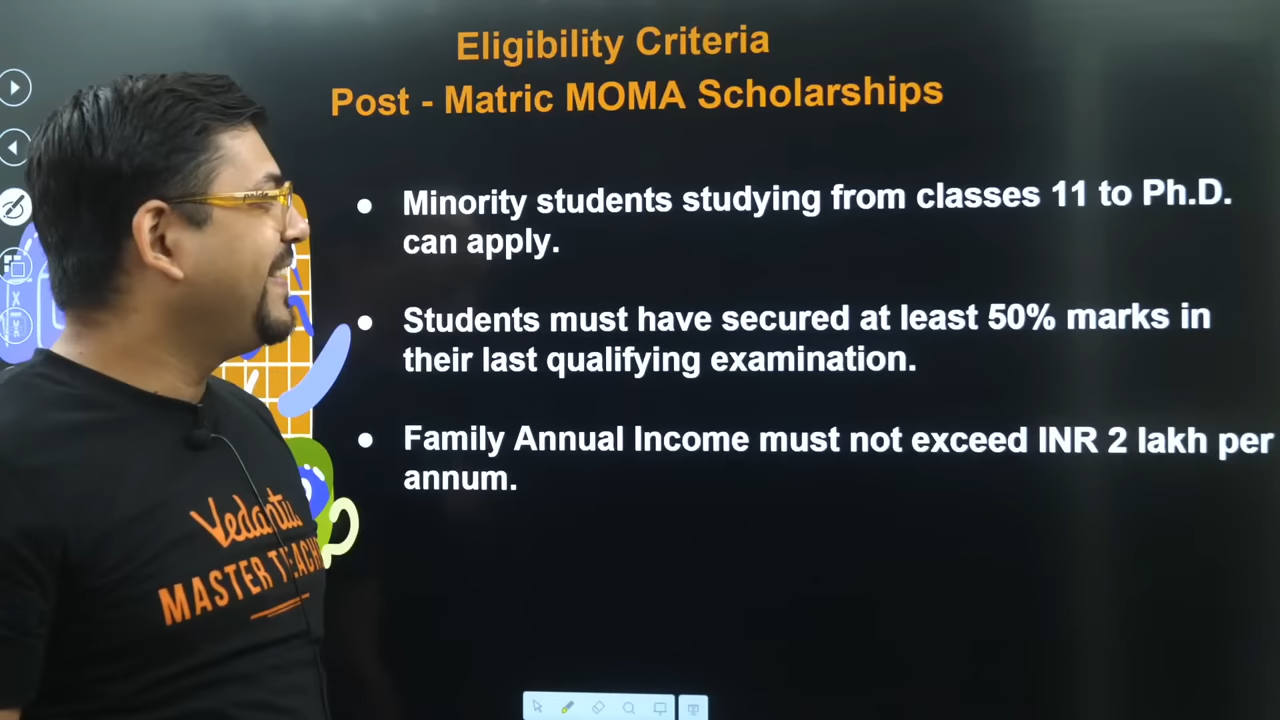 Eligibility Criteria
Post - Matric MOMA Scholarships
• Minority students studying from classes 11 to Ph.D.
can apply.
• Students must have secured at least 50% marks in
their last qualifying examination.
• Family Annual Income must not exceed INR 2 lakh per
annum.
Vedantu
MASTER TEACHE